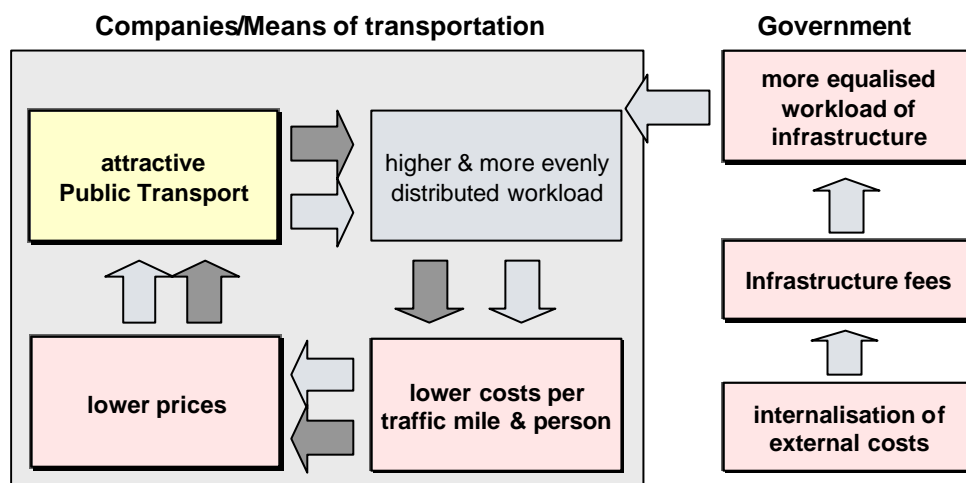 Companies/Means of transportation
Government
attractive
Public Transport
higher & more evenly
distributed workload
more equalised
workload of
infrastructure
Infrastructure fees
lower prices
lower costs per
traffic mile & person
internalisation of
external costs